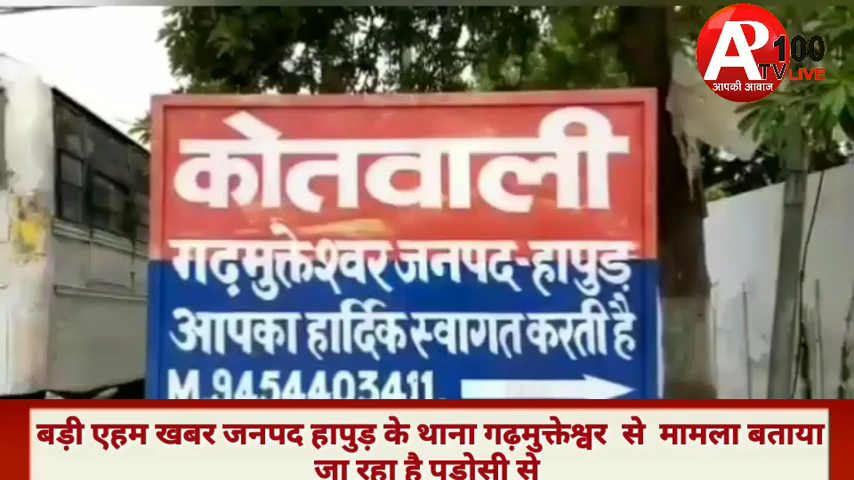 AP
100
TV LIVE
आपकी आवाज
कोतवाली
गढ़मुक्तेश्वर जनपद-हापुड़
आपका हार्दिक स्वागत करती है
M.9454403411.
बड़ी एहम खबर जनपद हापुड़ के थाना गढ़मुक्तेश्वर से मामला बताया
जा रहा है पड़ोसी से